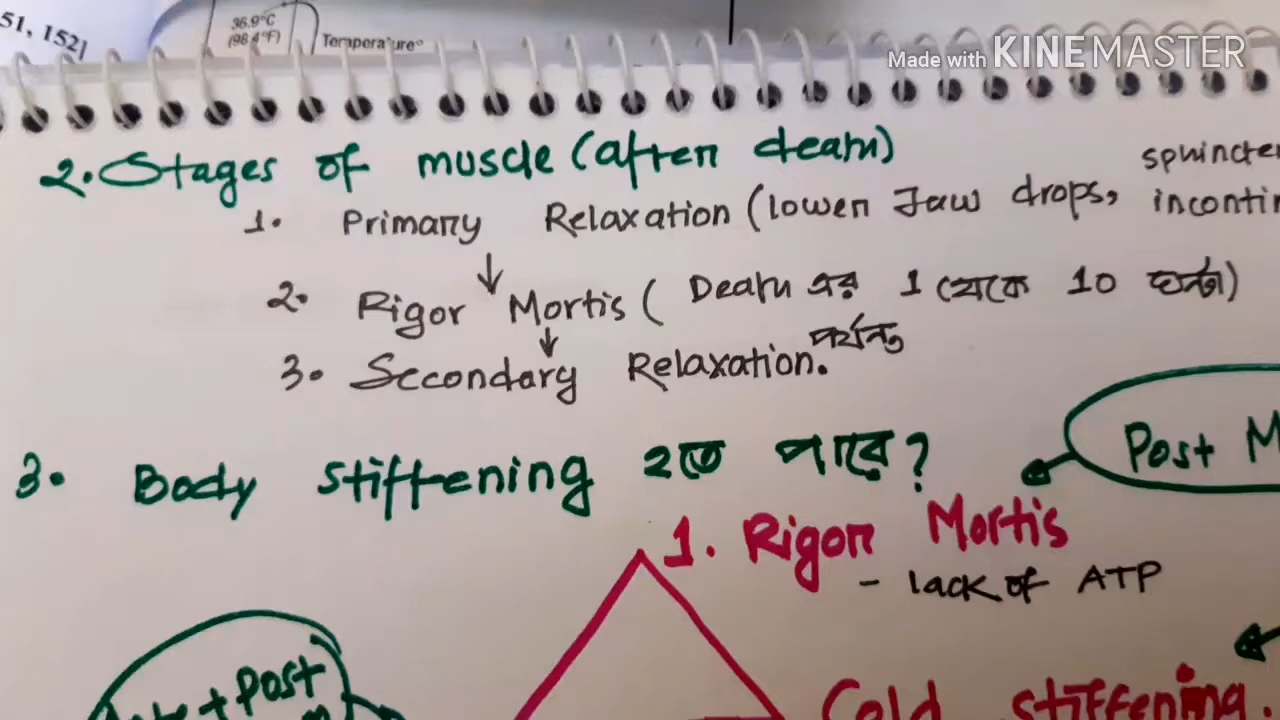 51, 152]
36.9°C
(98.4°F)
Temperature°
Made with KINEMASTER
2. Stages of muscle (after death)
1. Primary Relaxation (lower Jaw drops, sphincter
incontin
2. Rigor Mortis ( Death এর 1 থেকে 10 ঘন্টা)
পর্যন্ত
3. Secondary Relaxation.
3. Body stiffening হতে পারে?
Post M
1. Rigor Mortis
- lack of ATP
+ Post
Cold stiffening.